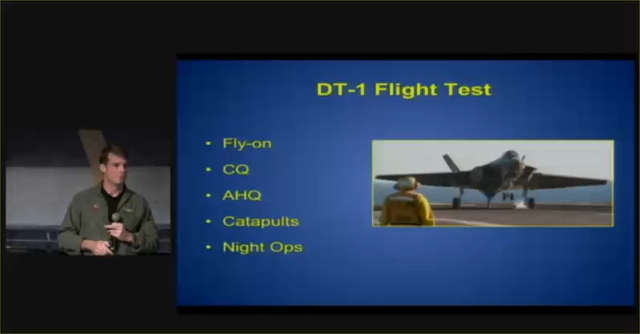 DT-1 Flight Test
• Fly-on
• CQ
• AHQ
• Catapults
• Night Ops